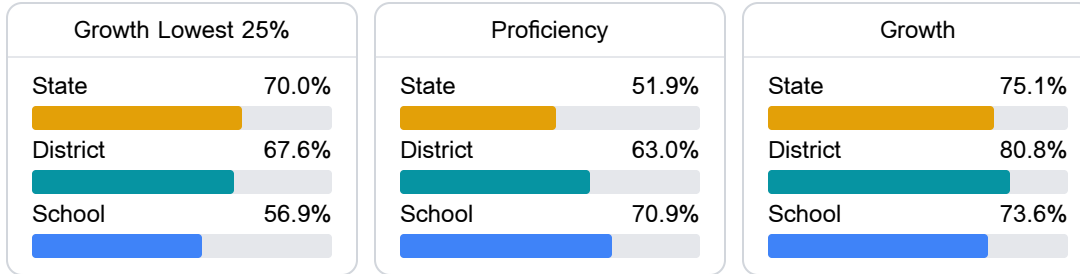 Growth Lowest 25%
State 70.0%
District 67.6%
School 56.9%
Proficiency
State 51.9%
District 63.0%
School 70.9%
Growth
State 75.1%
District 80.8%
School 73.6%